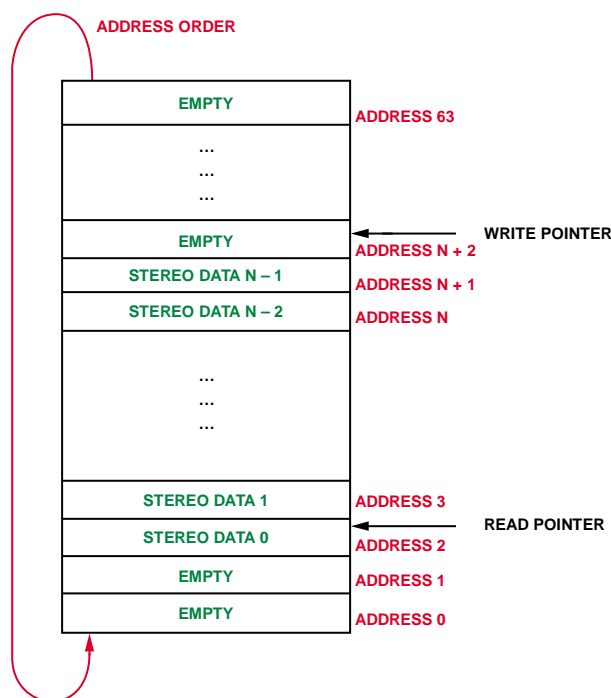 ADDRESS ORDER
EMPTY
ADDRESS 63
...
...
...
EMPTY
WRITE POINTER
ADDRESS N + 2
STEREO DATA N – 1
ADDRESS N + 1
STEREO DATA N – 2
ADDRESS N
...
...
...
STEREO DATA 1
ADDRESS 3
STEREO DATA 0
READ POINTER
ADDRESS 2
EMPTY
ADDRESS 1
EMPTY
ADDRESS 0